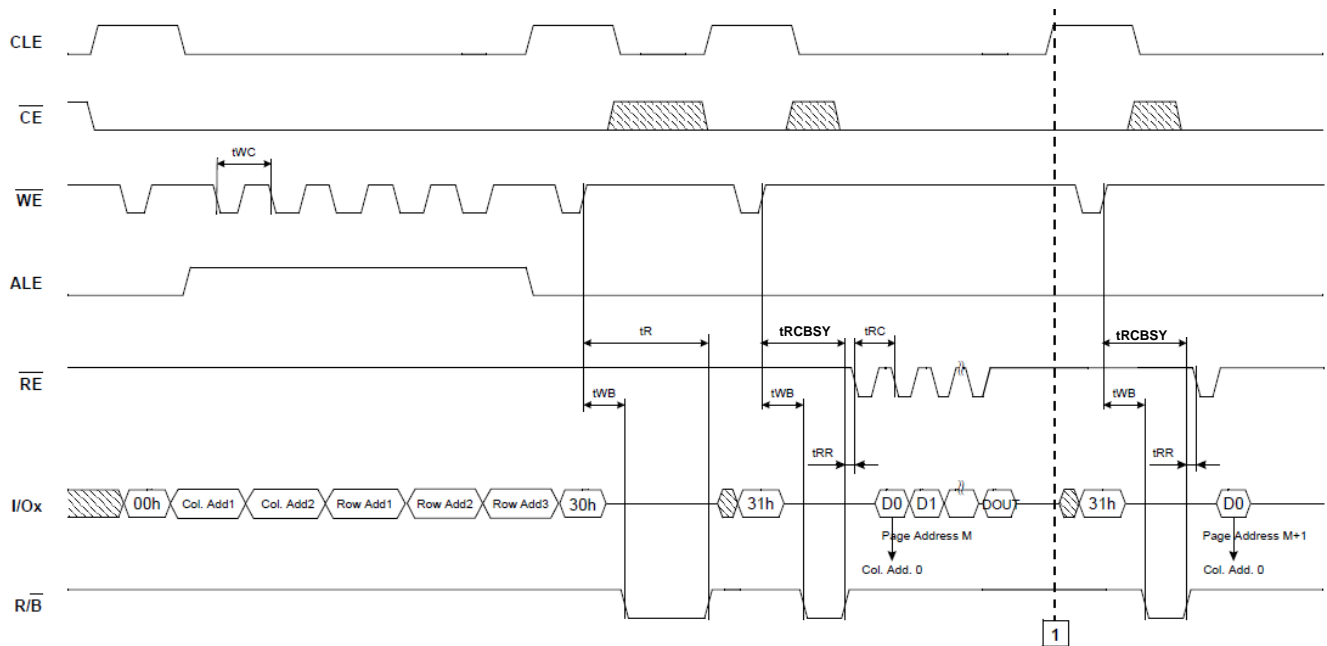 CLE
CE
tWC
WE
ALE
tR tRCBSY tRC tRCBSY
RE
tWB tWB tWB
tRR tRR
I/Ox 00h Col. Add1 Col. Add2 Row Add1 Row Add2 Row Add3 30h 31h D0 D1 DOUT 31h D0
Page Address M Page Address M+1
Col. Add. 0 Col. Add. 0
R/B
1